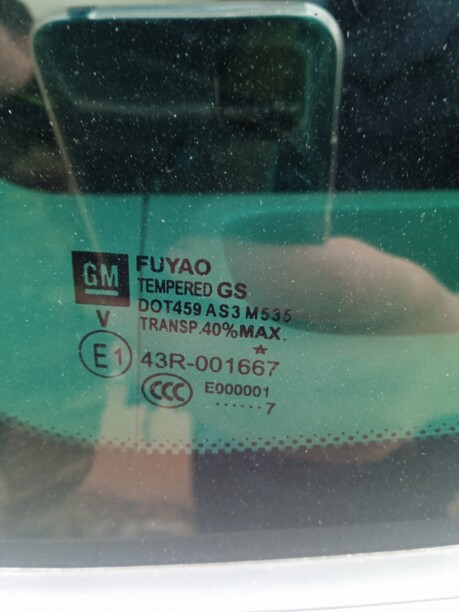 GM
FUYAO
TEMPERED GS
DOT459 AS3 M535
TRANSP.40%MAX.
V
E1
43R-001667
CCC
E000001
......7